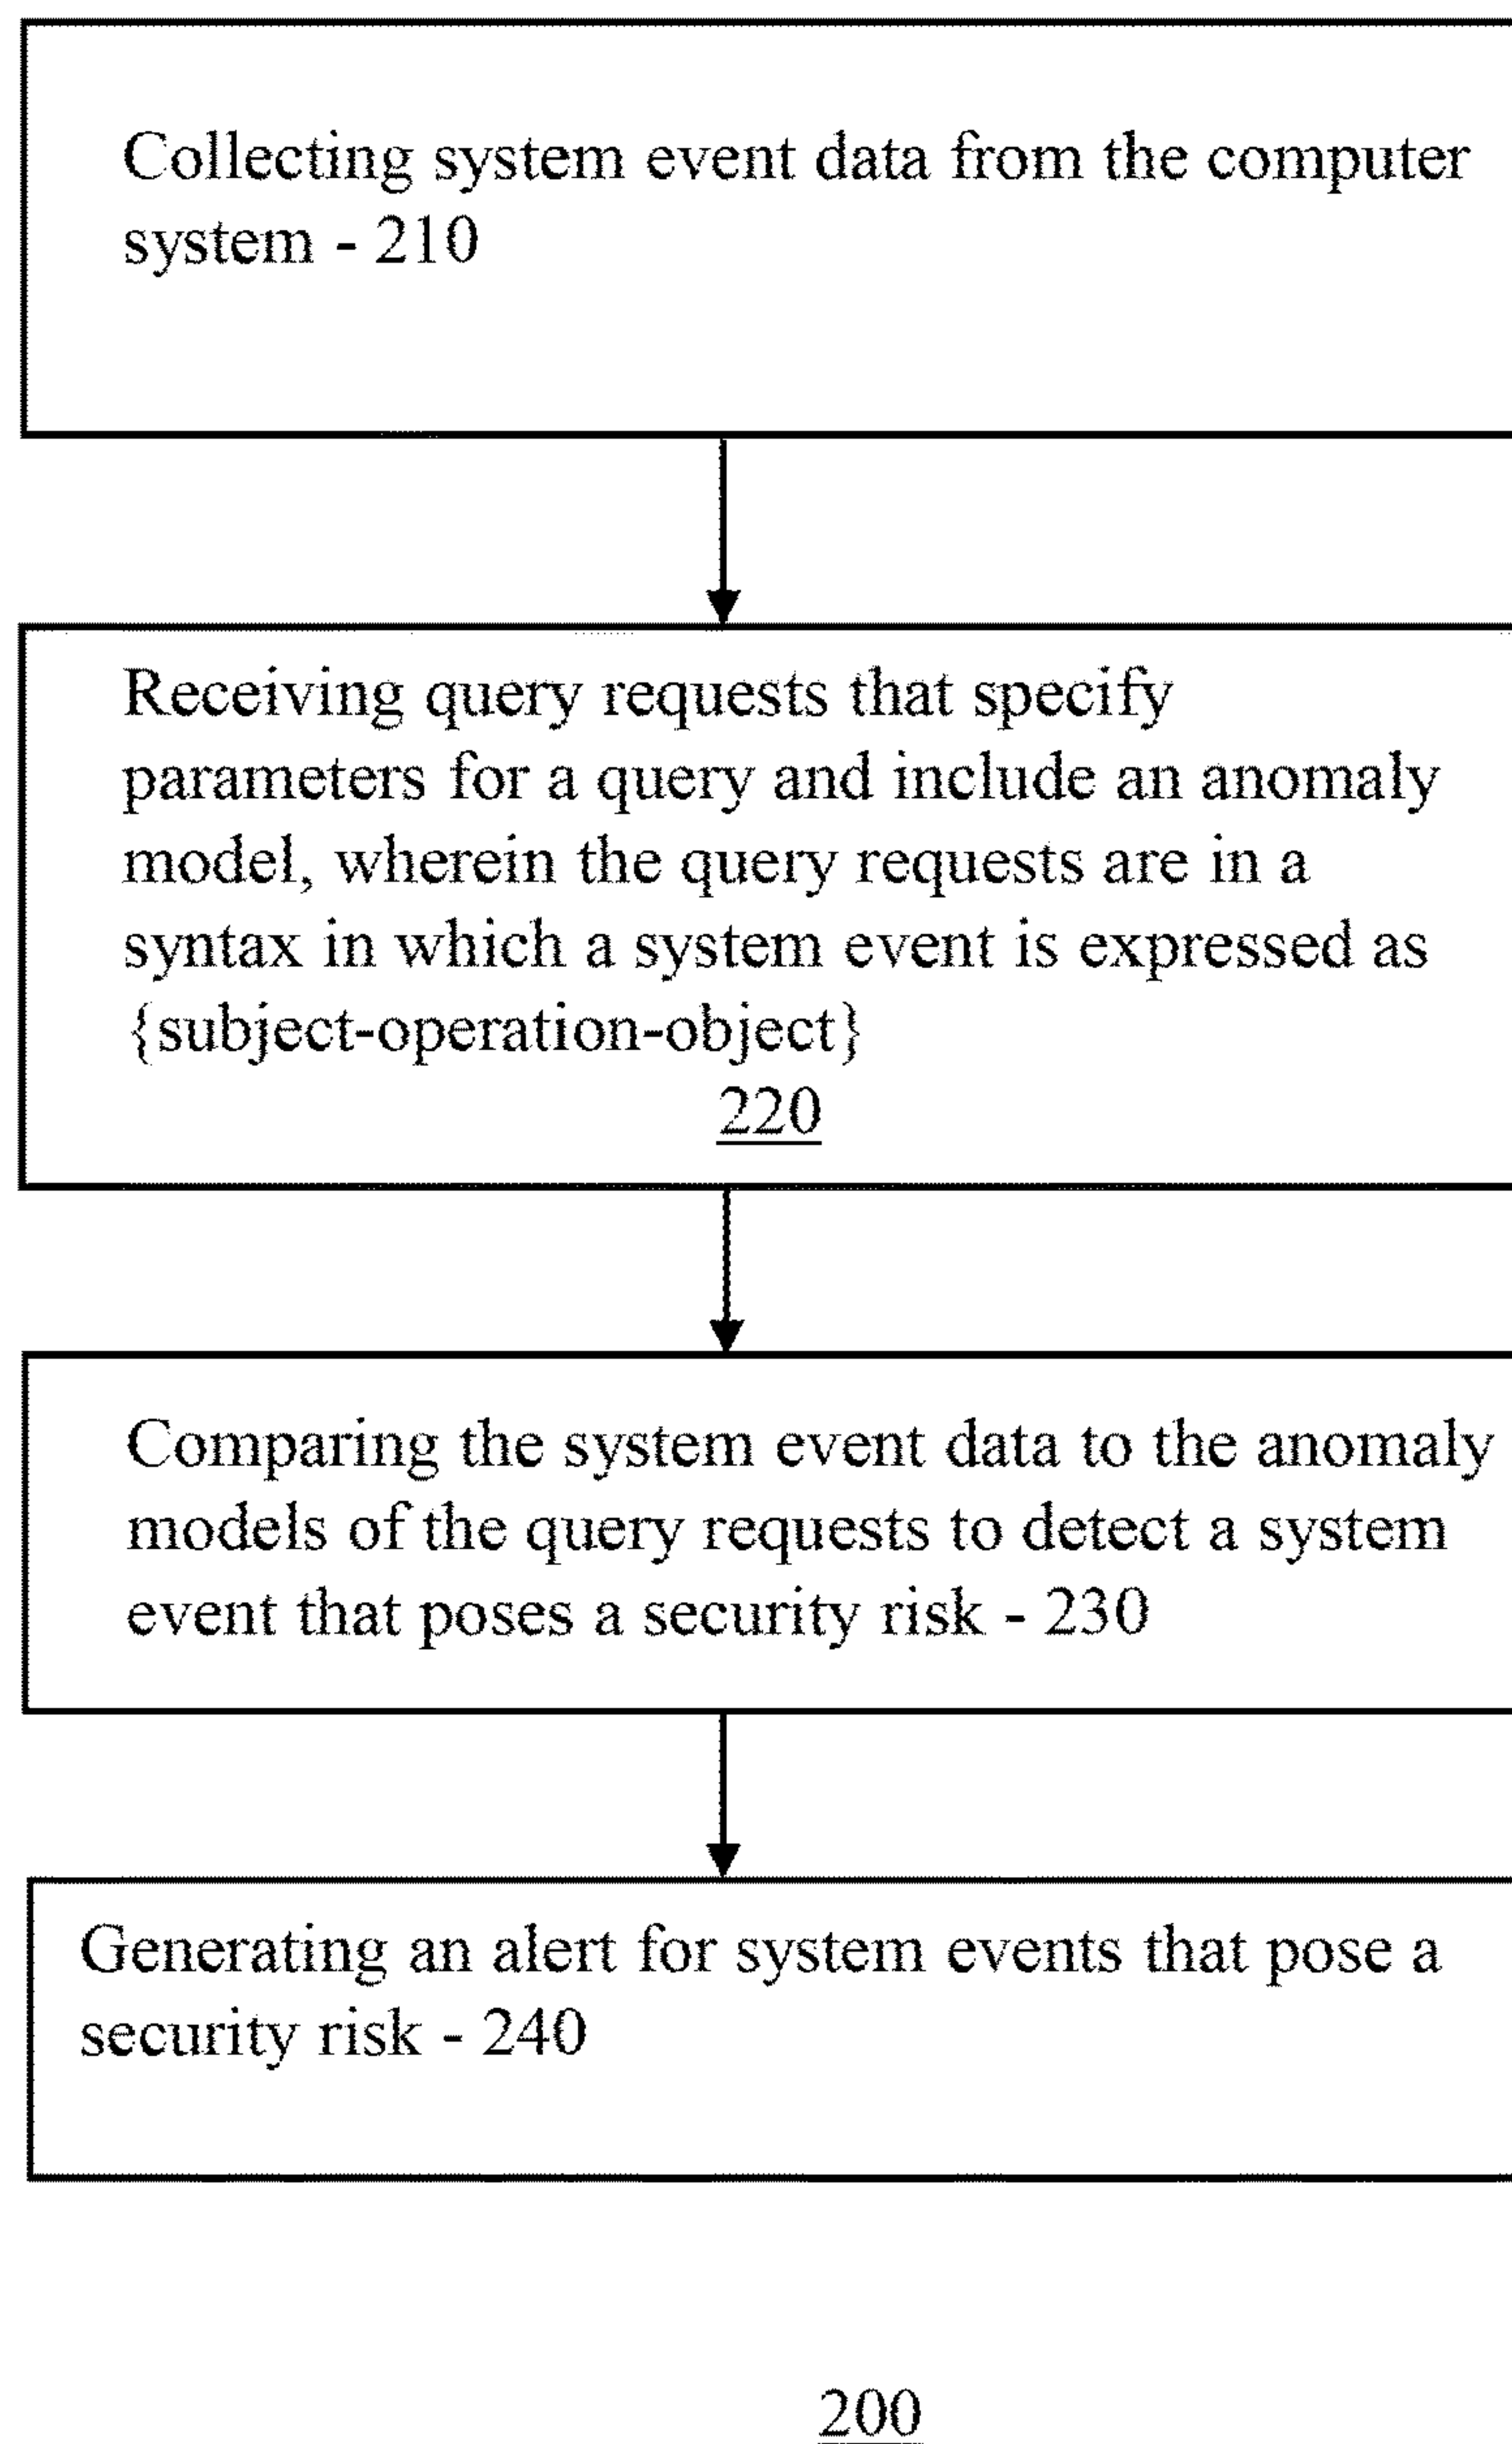 Collecting system event data from the computer
system - 210
Receiving query requests that specify
parameters for a query and include an anomaly
model, wherein the query requests are in a
syntax in which a system event is expressed as
{subject-operation-object}
220
Comparing the system event data to the anomaly
models of the query requests to detect a system
event that poses a security risk - 230
Generating an alert for system events that pose a
security risk - 240
200